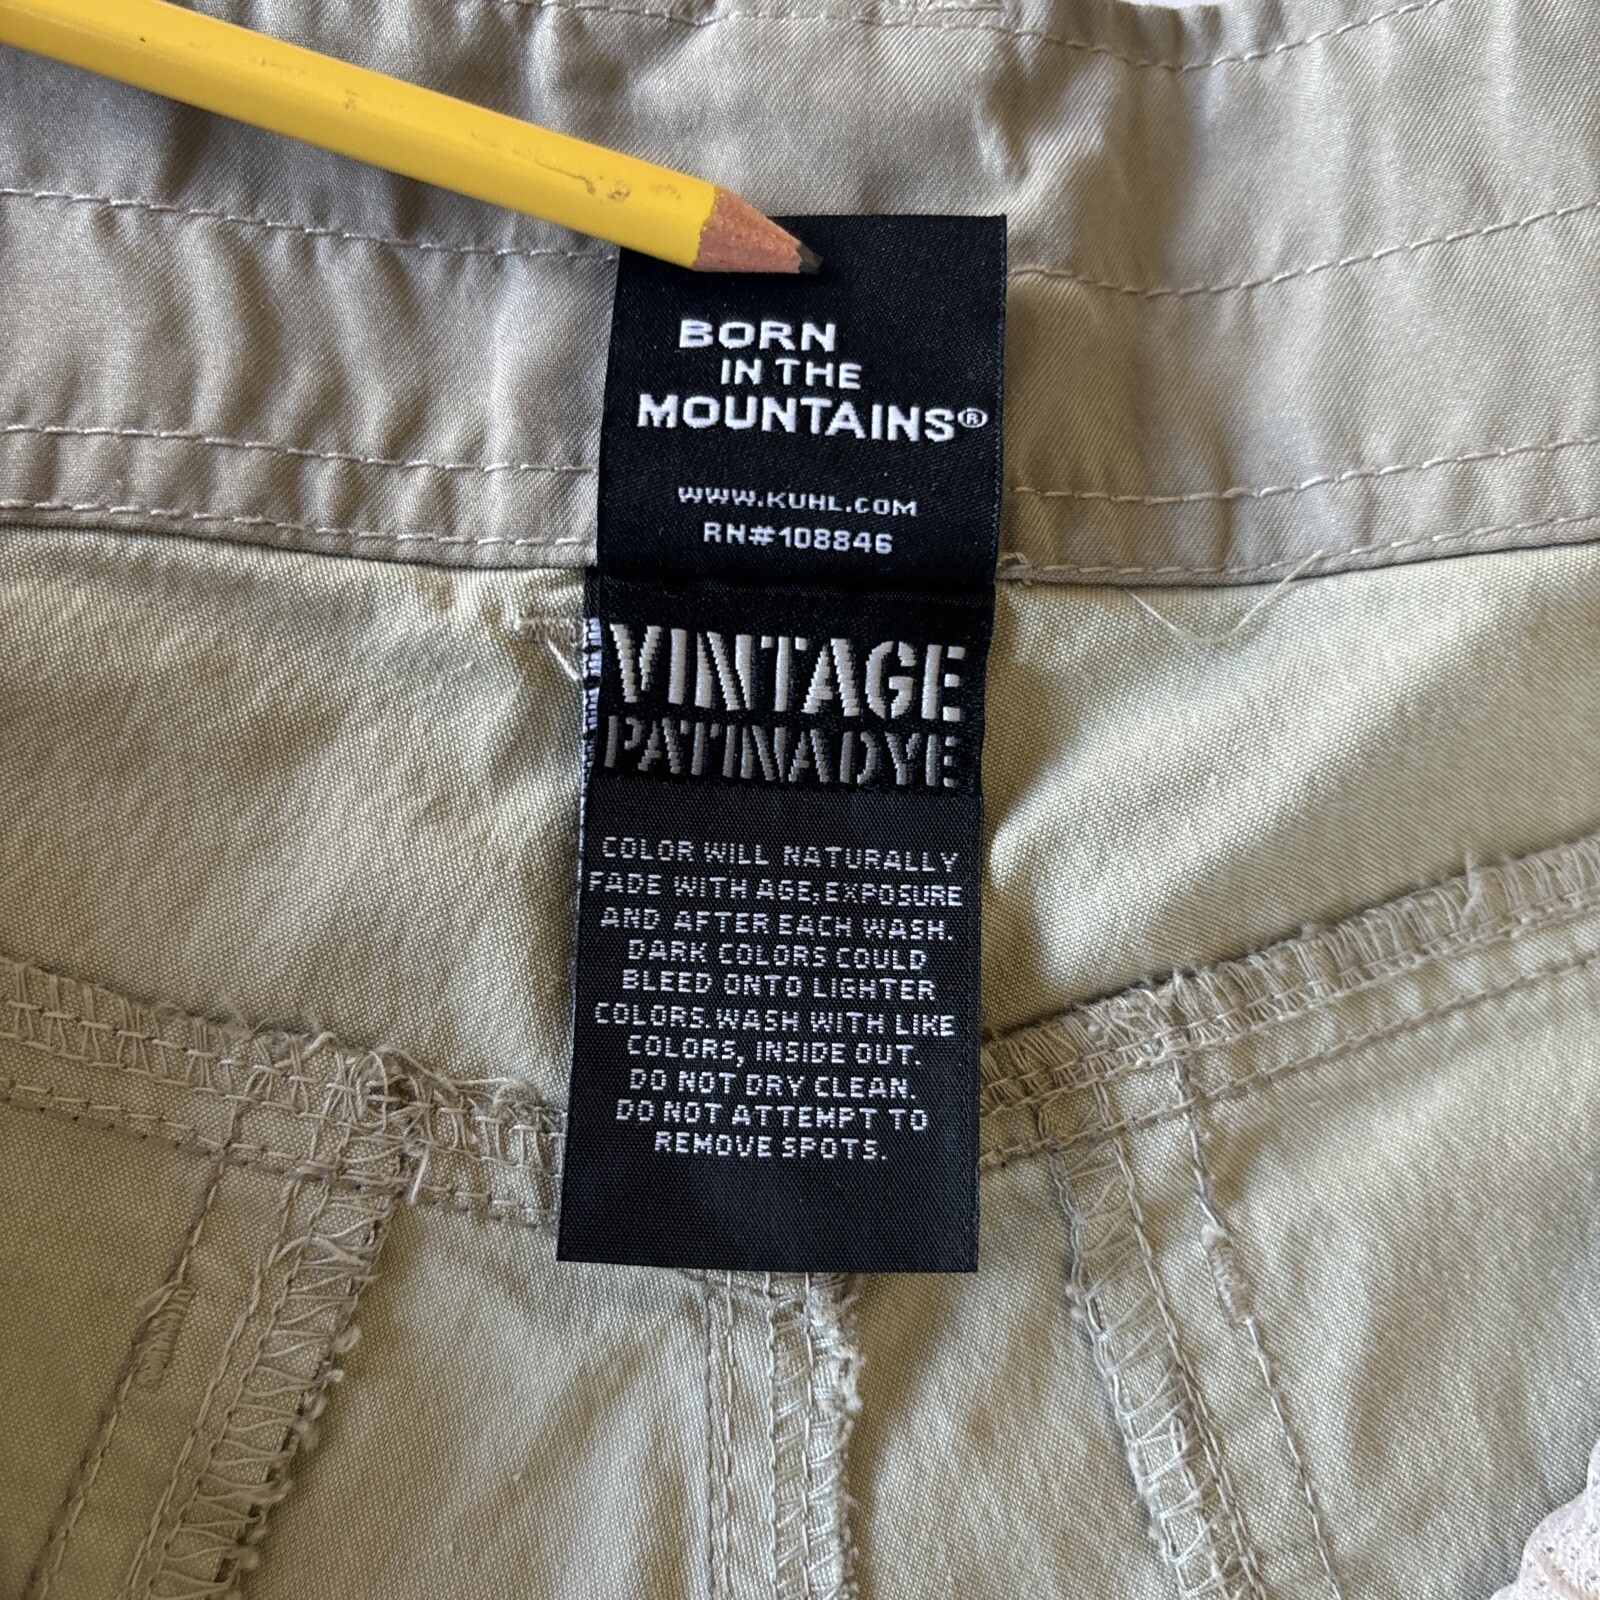 BORN
IN THE
MOUNTAINS®
WWW.KUHL.COM
RN#108846
VINTAGE
PATINA DYE
COLOR WILL NATURALLY
FADE WITH AGE, EXPOSURE
AND AFTER EACH WASH.
DARK COLORS COULD
BLEED ONTO LIGHTER
COLORS. WASH WITH LIKE
COLORS, INSIDE OUT.
DO NOT DRY CLEAN.
DO NOT ATTEMPT TO
REMOVE SPOTS.